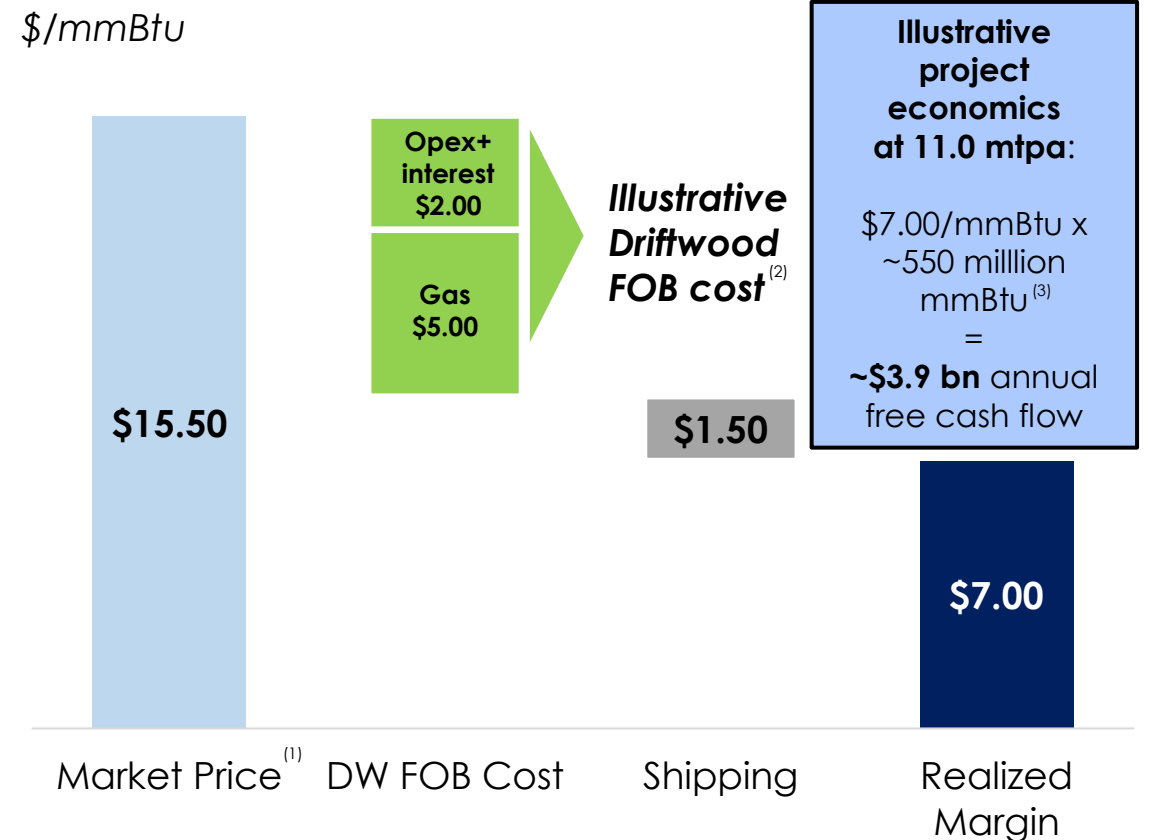 $/mmBtu
$15.50
Opex+
interest
$2.00
Gas
$5.00
Illustrative
Driftwood
FOB cost (2)
$1.50
Illustrative
project
economics
at 11.0 mtpa:
$7.00/mmBtu x
~550 milllion
mmBtu (3)
=
~$3.9 bn annual
free cash flow
$7.00
Market Price (1)
DW FOB Cost
Shipping
Realized
Margin